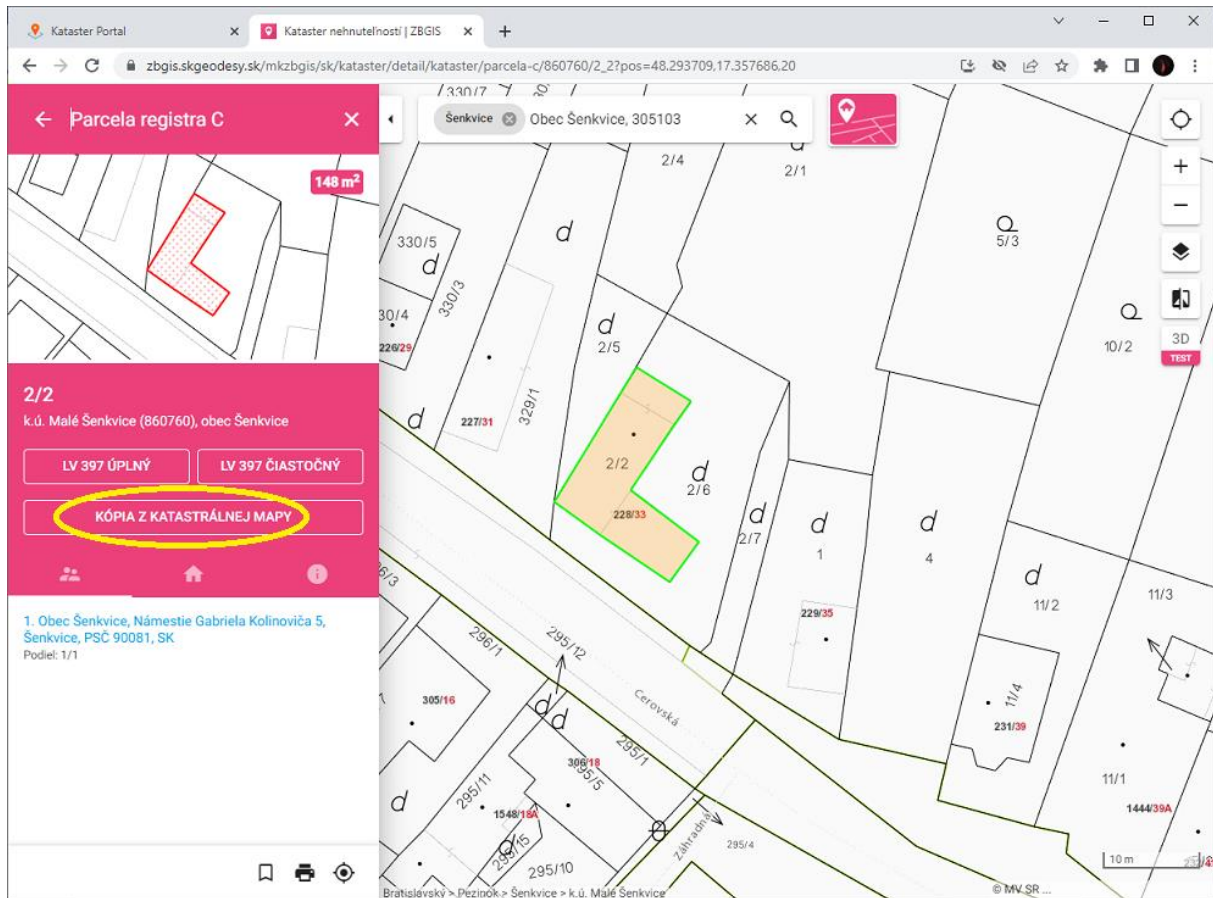 Kataster Portal
Kataster nehnuteľností | ZBGIS
zbgis.skgeodesy.sk/mkzbgis/sk/kataster/detail/kataster/parcela-c/860760/2_2?pos=48.293709,17.357686,20
Parcela registra C
148 m²
2/2
k.ú. Malé Šenkvice (860760), obec Šenkvice
LV 397 ÚPLNÝ
LV 397 ČIASTOČNÝ
KÓPIA Z KATASTRÁLNEJ MAPY
1. Obec Šenkvice, Námestie Gabriela Kolinoviča 5,
Šenkvice, PSČ 90081, SK
Podiel: 1/1
Šenkvice
Obec Šenkvice, 305103
330/7
2/4
2/1
5/3
330/5
330/3
30/4
226/29
2/5
10/2
3D
TEST
227/31
329/1
2/2
2/6
228/33
2/7
1
4
11/2
11/3
229/35
6/3
296/1
295/12
Cerovská
305/16
11/4
231/39
295/1
306/18
295/5
11/1
295/11
1548/18A
1444/39A
295/15
Záhradná
295/4
295/10
10 m
Bratislavský > Pezinok > Šenkvice > k.ú. Malé Šenkvice
© MV SR ...